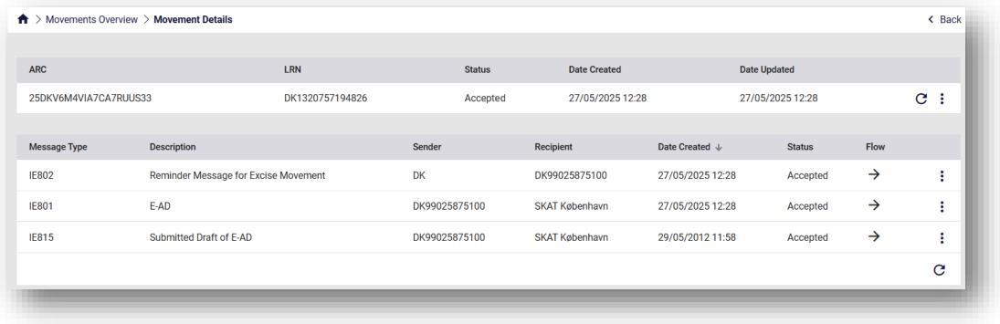 Movements Overview > Movement Details Back
ARC LRN Status Date Created Date Updated
25DKV6M4VIA7CA7RUUS33 DK1320757194826 Accepted 27/05/2025 12:28 27/05/2025 12:28
Message Type Description Sender Recipient Date Created Status Flow
IE802 Reminder Message for Excise Movement DK DK99025875100 27/05/2025 12:28 Accepted
IE801 E-AD DK99025875100 SKAT København 27/05/2025 12:28 Accepted
IE815 Submitted Draft of E-AD DK99025875100 SKAT København 29/05/2012 11:58 Accepted